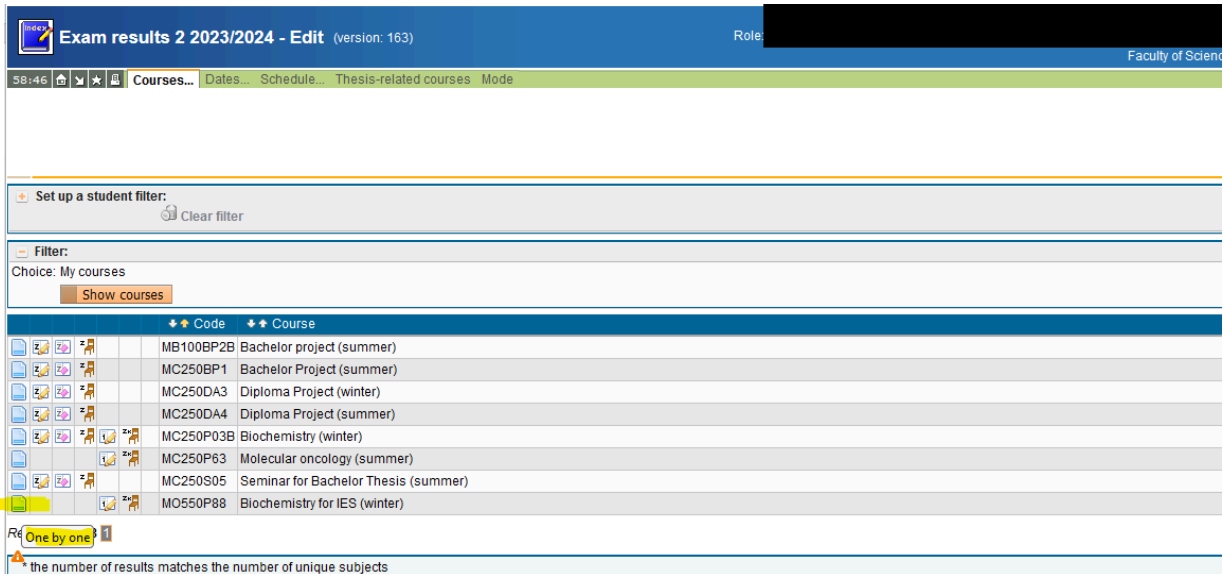 Index
Exam results 2 2023/2024 - Edit (version: 163)
Role:
Faculty of Scienc
58:46 Courses... Dates... Schedule... Thesis-related courses Mode
+ Set up a student filter:
Clear filter
− Filter:
Choice: My courses
Show courses
Code Course
MB100BP2B Bachelor project (summer)
MC250BP1 Bachelor Project (summer)
MC250DA3 Diploma Project (winter)
MC250DA4 Diploma Project (summer)
MC250P03B Biochemistry (winter)
MC250P63 Molecular oncology (summer)
MC250S05 Seminar for Bachelor Thesis (summer)
MO550P88 Biochemistry for IES (winter)
Re One by one 1
* the number of results matches the number of unique subjects